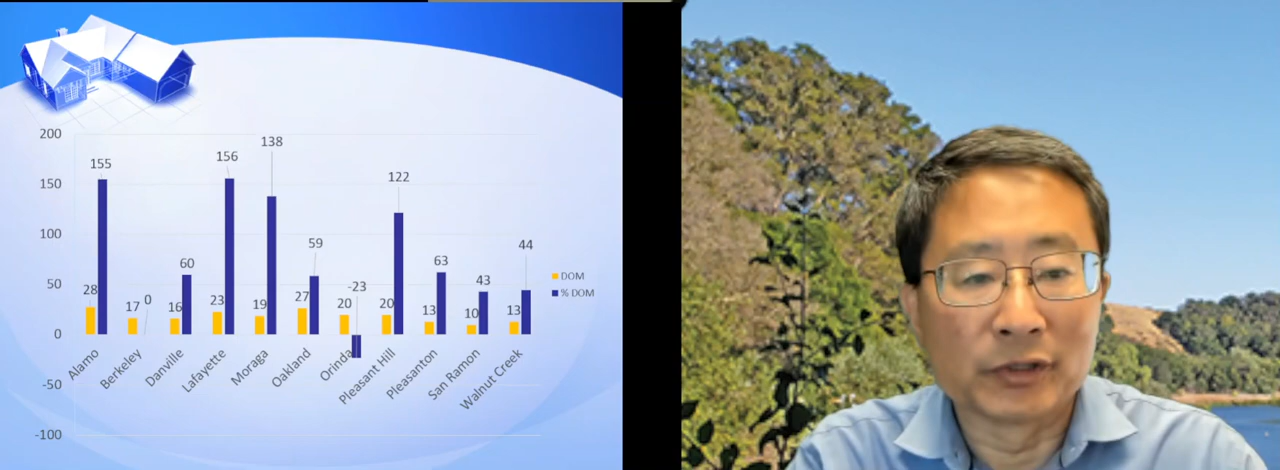 200
150
100
50
0
-50
-100
28 155
17 0
16 60
23 156
19 138
27 59
20 -23
20 122
13 63
10 43
13 44
DOM
% DOM
Alamo
Berkeley
Danville
Lafayette
Moraga
Oakland
Orinda
Pleasant Hill
Pleasanton
San Ramon
Walnut Creek